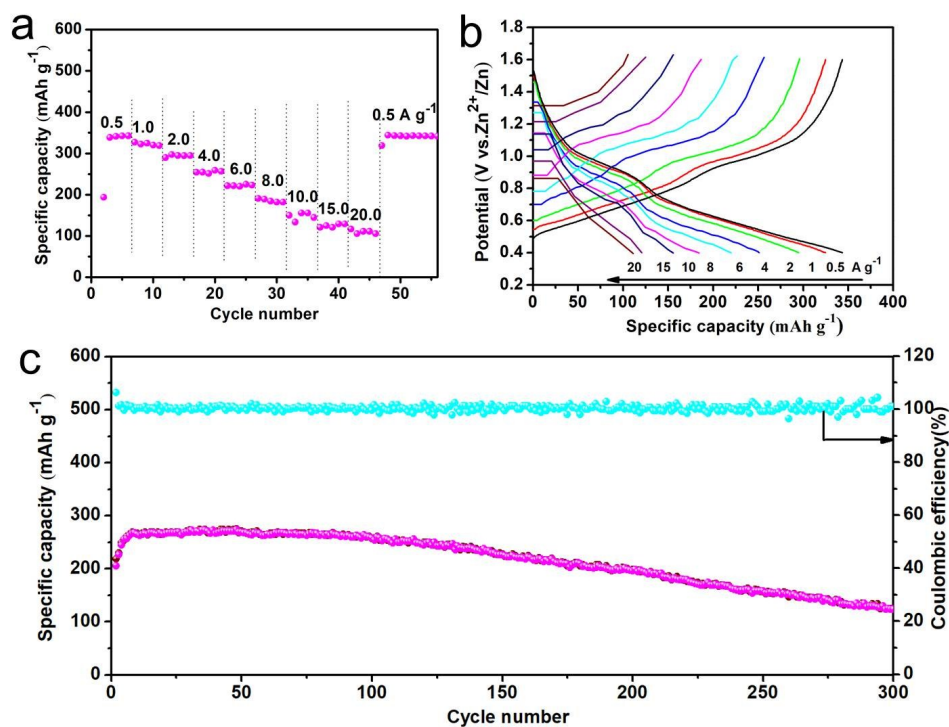 a
600
500
400
300
200
100
0
Specific capacity (mAh g⁻¹)
0.5
1.0
2.0
4.0
6.0
8.0
10.0
15.0
20.0
0.5 A g⁻¹
0 10 20 30 40 50
Cycle number
b
1.8
1.6
1.4
1.2
1.0
0.8
0.6
0.4
0.2
Potential (V vs.Zn²⁺/Zn)
20 15 10 8 6 4 2 1 0.5 A g⁻¹
0 50 100 150 200 250 300 350 400
Specific capacity (mAh g⁻¹)
c
600
500
400
300
200
100
0
Specific capacity (mAh g⁻¹)
120
100
80
60
40
20
0
Coulombic efficiency(%)
0 50 100 150 200 250 300
Cycle number